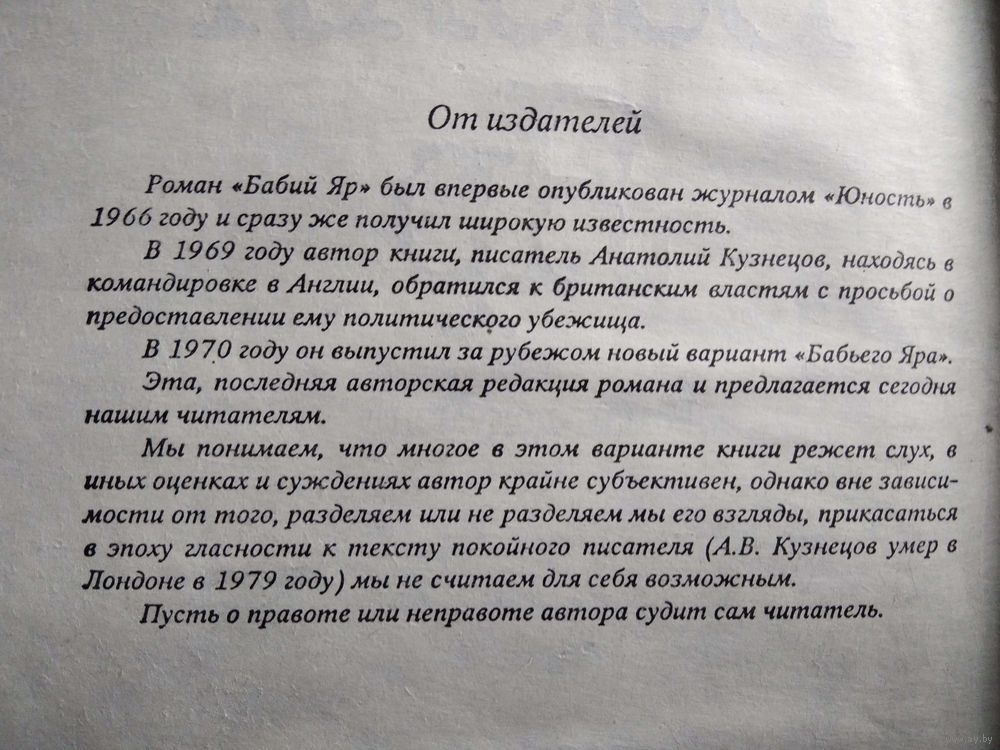 От издателей
Роман «Бабий Яр» был впервые опубликован журналом «Юность» в
1966 году и сразу же получил широкую известность.
В 1969 году автор книги, писатель Анатолий Кузнецов, находясь в
командировке в Англии, обратился к британским властям с просьбой о
предоставлении ему политического убежища.
В 1970 году он выпустил за рубежом новый вариант «Бабьего Яра».
Эта, последняя авторская редакция романа и предлагается сегодня
нашим читателям.
Мы понимаем, что многое в этом варианте книги режет слух, в
иных оценках и суждениях автор крайне субъективен, однако вне зависи-
мости от того, разделяем или не разделяем мы его взгляды, прикасаться
в эпоху гласности к тексту покойного писателя (А.В. Кузнецов умер в
Лондоне в 1979 году) мы не считаем для себя возможным.
Пусть о правоте или неправоте автора судит сам читатель.